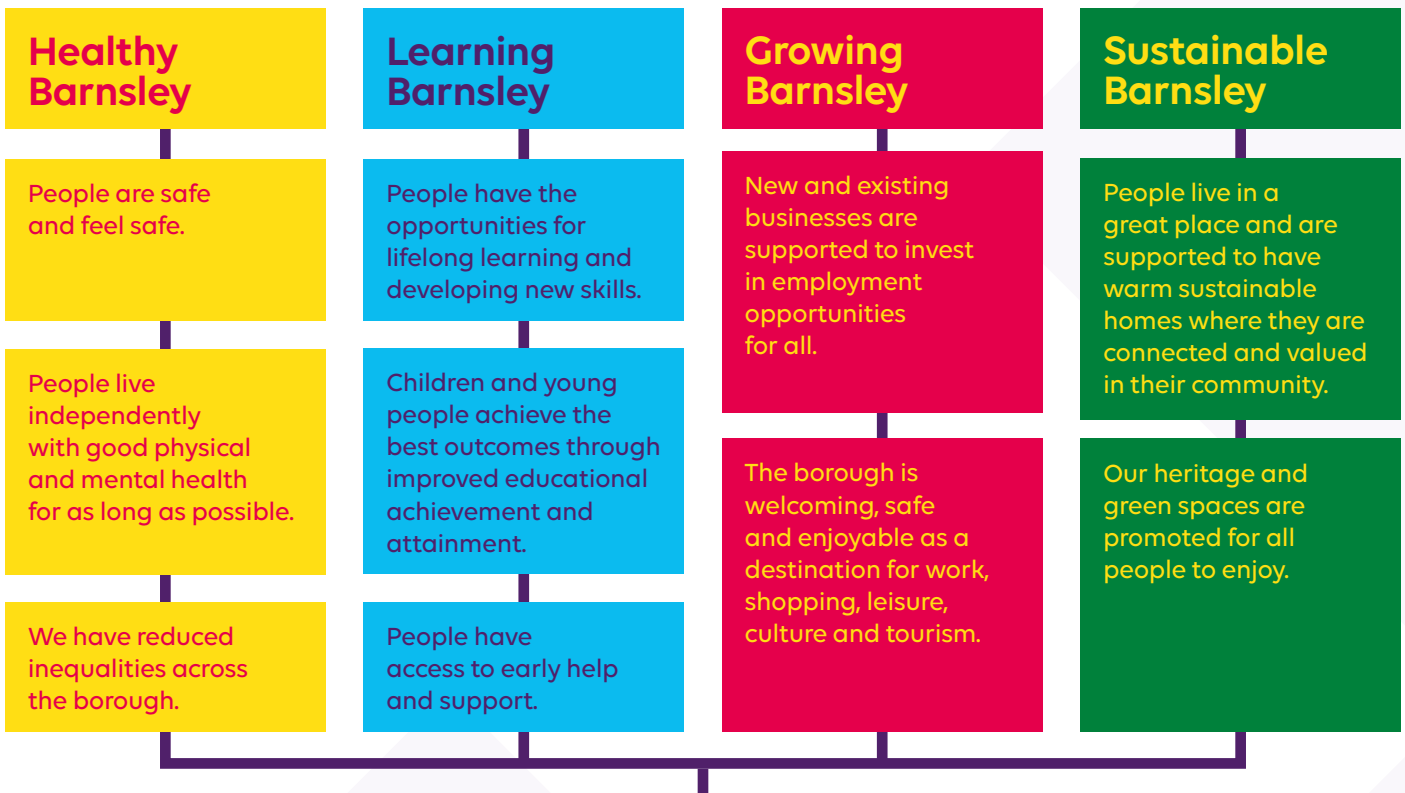 Healthy
Barnsley
People are safe
and feel safe.
People live
independently
with good physical
and mental health
for as long as possible.
We have reduced
inequalities across
the borough.
Learning
Barnsley
People have the
opportunities for
lifelong learning and
developing new skills.
Children and young
people achieve the
best outcomes through
improved educational
achievement and
attainment.
People have
access to early help
and support.
Growing
Barnsley
New and existing
businesses are
supported to invest
in employment
opportunities
for all.
The borough is
welcoming, safe
and enjoyable as a
destination for work,
shopping, leisure,
culture and tourism.
Sustainable
Barnsley
People live in a
great place and are
supported to have
warm sustainable
homes where they are
connected and valued
in their community.
Our heritage and
green spaces are
promoted for all
people to enjoy.